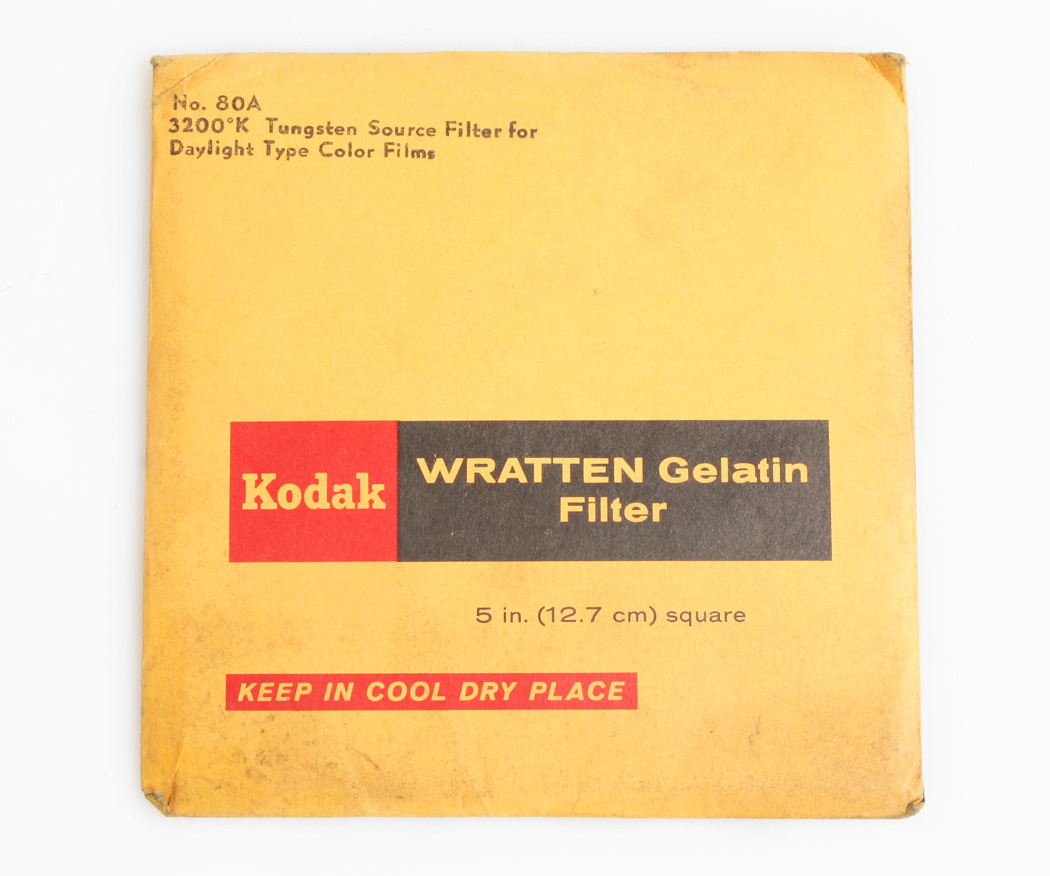 No. 80A
3200°K Tungsten Source Filter for
Daylight Type Color Films
Kodak
WRATTEN Gelatin
Filter
5 in. (12.7 cm) square
KEEP IN COOL DRY PLACE